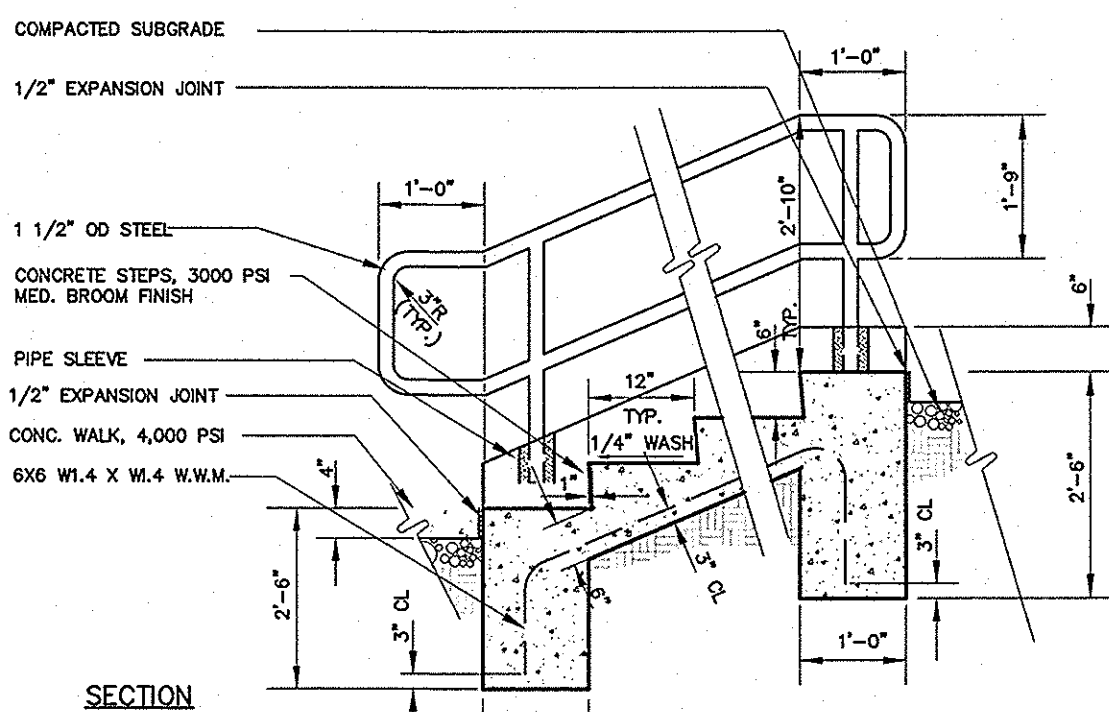 COMPACTED SUBGRADE
1/2" EXPANSION JOINT
1 1/2" OD STEEL
CONCRETE STEPS, 3000 PSI
MED. BROOM FINISH
PIPE SLEEVE
1/2" EXPANSION JOINT
CONC. WALK, 4,000 PSI
6X6 W1.4 X W1.4 W.W.M.
1'-0"
1'-0"
3"R
(TYP.)
2'-10"
1'-9"
6"
TYP.
6"
12"
TYP.
1/4" WASH
1"
4"
2'-6"
3" CL
6"
3" CL
2'-6"
3" CL
1'-0"
SECTION